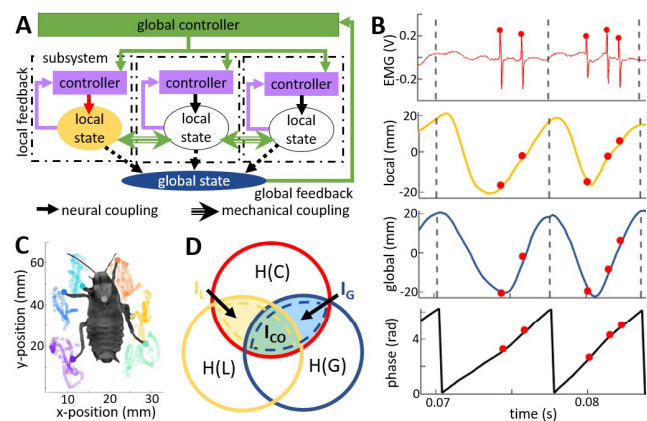 A
global controller
subsystem
controller
controller
controller
local feedback
local state
local state
local state
global state
global feedback
neural coupling
mechanical coupling
B
EMG (V)
0.2
-0.2
local (mm)
20
-20
global (mm)
20
-20
phase (rad)
6
4
2
0
0.07
0.08
time (s)
C
y-position (mm)
60
40
20
10
20
30
x-position (mm)
D
H(C)
I_L
I_G
I_CO
H(L)
H(G)